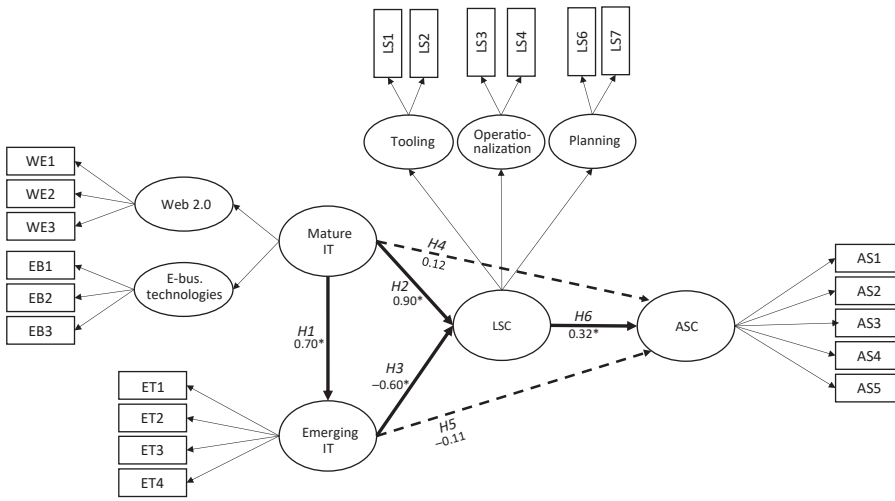 LS1
LS2
LS3
LS4
LS6
LS7
Tooling
Operatio-
nalization
Planning
WE1
WE2
WE3
Web 2.0
EB1
EB2
EB3
E-bus.
technologies
Mature
IT
H4
0.12
H2
0.90*
H1
0.70*
LSC
H6
0.32*
ASC
AS1
AS2
AS3
AS4
AS5
H3
−0.60*
H5
−0.11
ET1
ET2
ET3
ET4
Emerging
IT